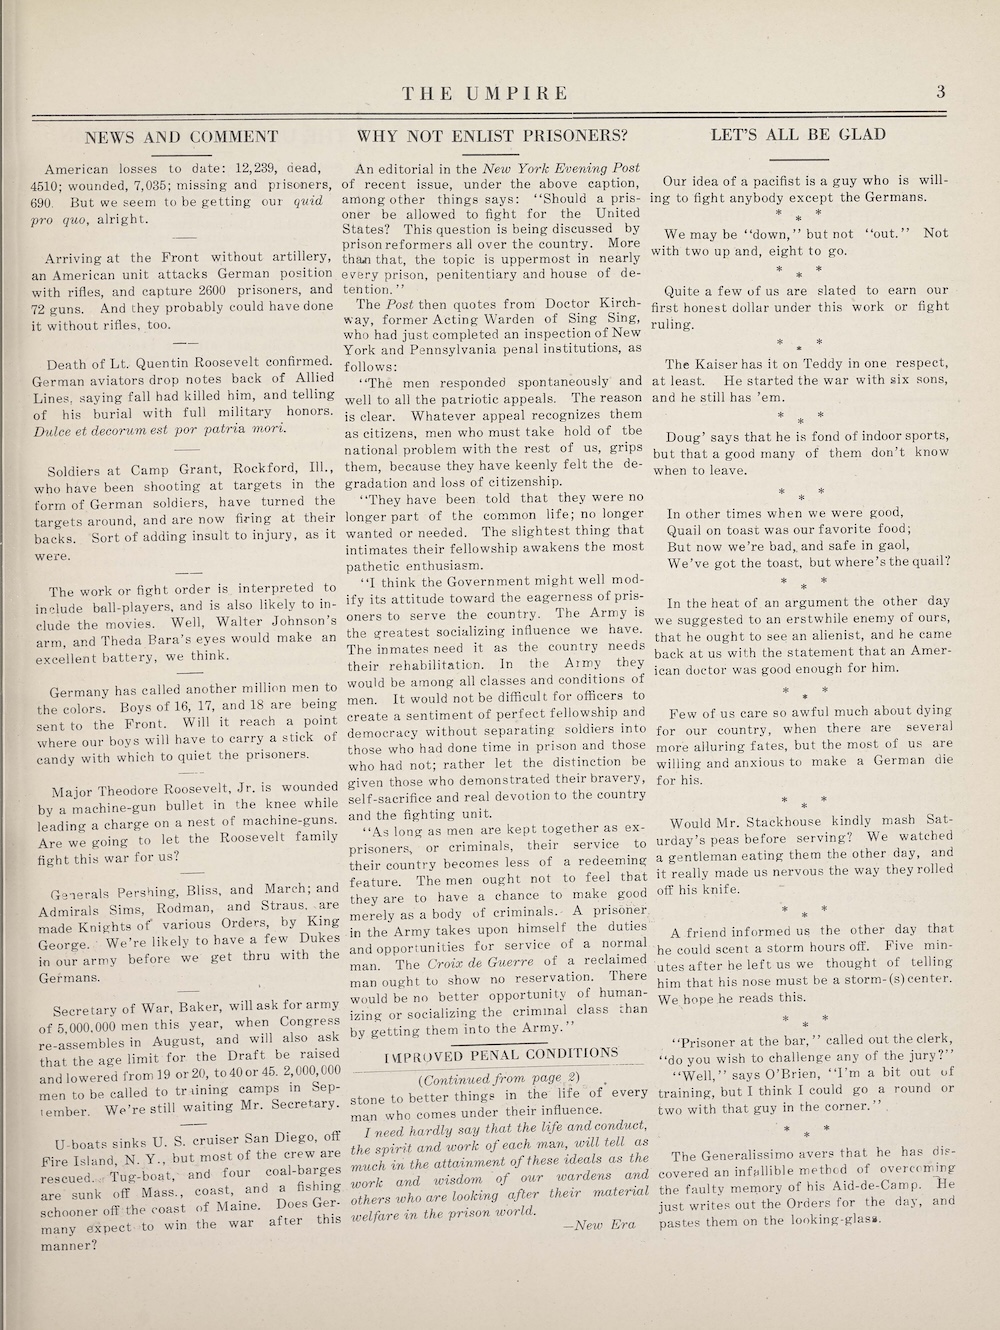 THE UMPIRE
3
NEWS AND COMMENT
American losses to date: 12,239, dead,
4510; wounded, 7,035; missing and prisoners,
690. But we seem to be getting our quid
pro quo, alright.
Arriving at the Front without artillery,
an American unit attacks German position
with rifles, and capture 2600 prisoners, and
72 guns. And they probably could have done
it without rifles, too.
Death of Lt. Quentin Roosevelt confirmed.
German aviators drop notes back of Allied
Lines, saying fall had killed him, and telling
of his burial with full military honors.
Dulce et decorum est por patria mori.
Soldiers at Camp Grant, Rockford, Ill.,
who have been shooting at targets in the
form of German soldiers, have turned the
targets around, and are now firing at their
backs. Sort of adding insult to injury, as it
were.
The work or fight order is interpreted to
include ball-players, and is also likely to in-
clude the movies. Well, Walter Johnson's
arm, and Theda Bara's eyes would make an
excellent battery, we think.
Germany has called another million men to
the colors. Boys of 16, 17, and 18 are being
sent to the Front. Will it reach a point
where our boys will have to carry a stick of
candy with which to quiet the prisoners.
Major Theodore Roosevelt, Jr. is wounded
by a machine-gun bullet in the knee while
leading a charge on a nest of machine-guns.
Are we going to let the Roosevelt family
fight this war for us?
Generals Pershing, Bliss, and March; and
Admirals Sims, Rodman, and Straus. are
made Knights of various Orders, by King
George. We're likely to have a few Dukes
in our army before we get thru with the
Germans.
Secretary of War, Baker, will ask for army
of 5,000,000 men this year, when Congress
re-assembles in August, and will also ask
that the age limit for the Draft be raised
and lowered from 19 or 20, to 40 or 45. 2,000,000
men to be called to training camps in Sep-
tember. We're still waiting Mr. Secretary.
U-boats sinks U. S. cruiser San Diego, off
Fire Island, N. Y., but most of the crew are
rescued. Tug-boat, and four coal-barges
are sunk off Mass., coast, and a fishing
schooner off the coast of Maine. Does Ger-
many expect to win the war after this
manner?
WHY NOT ENLIST PRISONERS?
An editorial in the New York Evening Post
of recent issue, under the above caption,
among other things says: "Should a pris-
oner be allowed to fight for the United
States? This question is being discussed by
prison reformers all over the country. More
than that, the topic is uppermost in nearly
every prison, penitentiary and house of de-
tention."
The Post then quotes from Doctor Kirch-
way, former Acting Warden of Sing Sing,
who had just completed an inspection of New
York and Pennsylvania penal institutions, as
follows:
"The men responded spontaneously and
well to all the patriotic appeals. The reason
is clear. Whatever appeal recognizes them
as citizens, men who must take hold of tbe
national problem with the rest of us, grips
them, because they have keenly felt the de-
gradation and loss of citizenship.
"They have been told that they were no
longer part of the common life; no longer
wanted or needed. The slightest thing that
intimates their fellowship awakens the most
pathetic enthusiasm.
"I think the Government might well mod-
ify its attitude toward the eagerness of pris-
oners to serve the country. The Army is
the greatest socializing influence we have.
The inmates need it as the country needs
their rehabilitation. In the Army they
would be among all classes and conditions of
men. It would not be difficult for officers to
create a sentiment of perfect fellowship and
democracy without separating soldiers into
those who had done time in prison and those
who had not; rather let the distinction be
given those who demonstrated their bravery,
self-sacrifice and real devotion to the country
and the fighting unit.
"As long as men are kept together as ex-
prisoners, or criminals, their service to
their country becomes less of a redeeming
feature. The men ought not to feel that
they are to have a chance to make good
merely as a body of criminals. A prisoner
in the Army takes upon himself the duties
and opportunities for service of a normal
man. The Croix de Guerre of a reclaimed
man ought to show no reservation. There
would be no better opportunity of human-
izing or socializing the criminal class than
by getting them into the Army."
IMPROVED PENAL CONDITIONS
(Continued from page 2)
stone to better things in the life of every
man who comes under their influence.
I need hardly say that the life and conduct,
the spirit and work of each man, will tell as
much in the attainment of these ideals as the
work and wisdom of our wardens and
others who are looking after their material
welfare in the prison world.
—New Era
LET'S ALL BE GLAD
Our idea of a pacifist is a guy who is will-
ing to fight anybody except the Germans.
* * *
We may be "down," but not "out." Not
with two up and, eight to go.
* * *
Quite a few of us are slated to earn our
first honest dollar under this work or fight
ruling.
* * *
The Kaiser has it on Teddy in one respect,
at least. He started the war with six sons,
and he still has 'em.
* * *
Doug' says that he is fond of indoor sports,
but that a good many of them don't know
when to leave.
* * *
In other times when we were good,
Quail on toast was our favorite food;
But now we're bad, and safe in gaol,
We've got the toast, but where's the quail?
* * *
In the heat of an argument the other day
we suggested to an erstwhile enemy of ours,
that he ought to see an alienist, and he came
back at us with the statement that an Amer-
ican doctor was good enough for him.
* * *
Few of us care so awful much about dying
for our country, when there are several
more alluring fates, but the most of us are
willing and anxious to make a German die
for his.
* * *
Would Mr. Stackhouse kindly mash Sat-
urday's peas before serving? We watched
a gentleman eating them the other day, and
it really made us nervous the way they rolled
off his knife.
* * *
A friend informed us the other day that
he could scent a storm hours off. Five min-
utes after he left us we thought of telling
him that his nose must be a storm-(s)center.
We hope he reads this.
* * *
"Prisoner at the bar," called out the clerk,
"do you wish to challenge any of the jury?"
"Well," says O'Brien, "I'm a bit out of
training, but I think I could go a round or
two with that guy in the corner."
* * *
The Generalissimo avers that he has dis-
covered an infallible method of overcoming
the faulty memory of his Aid-de-Camp. He
just writes out the Orders for the day, and
pastes them on the looking-glass.